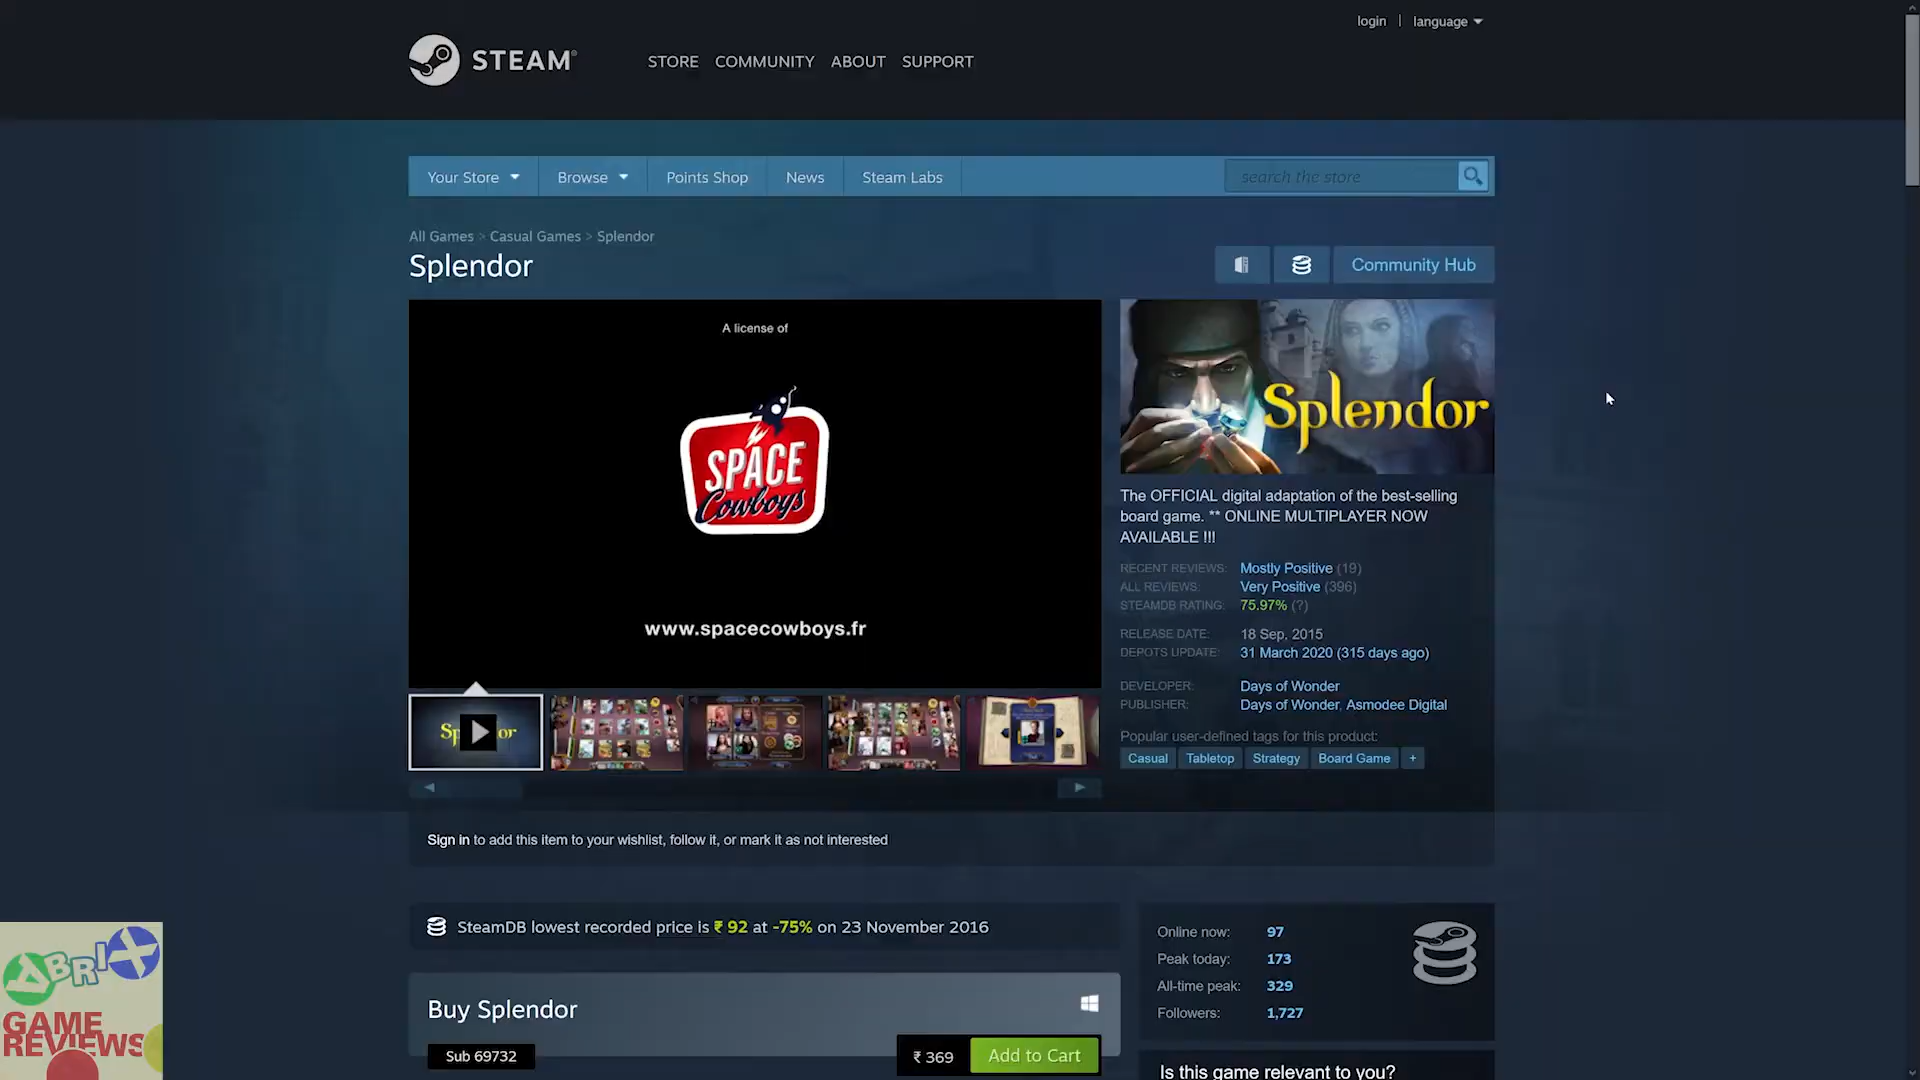 login
language
STEAM®
STORE
COMMUNITY
ABOUT
SUPPORT
Your Store
Browse
Points Shop
News
Steam Labs
search the store
All Games > Casual Games > Splendor
Splendor
Community Hub
A license of
SPACE
Cowboys
www.spacecowboys.fr
Splendor
The OFFICIAL digital adaptation of the best-selling
board game. ** ONLINE MULTIPLAYER NOW
AVAILABLE !!!
RECENT REVIEWS: Mostly Positive (19)
ALL REVIEWS: Very Positive (396)
STEAMDB RATING: 75.97% (?)
RELEASE DATE: 18 Sep, 2015
DEPOTS UPDATE: 31 March 2020 (315 days ago)
DEVELOPER: Days of Wonder
PUBLISHER: Days of Wonder, Asmodee Digital
Popular user-defined tags for this product:
Casual
Tabletop
Strategy
Board Game
+
Sign in to add this item to your wishlist, follow it, or mark it as not interested
SteamDB lowest recorded price is ₹ 92 at -75% on 23 November 2016
Online now: 97
Peak today: 173
All-time peak: 329
Followers: 1,727
Buy Splendor
Sub 69732
₹ 369
Add to Cart
Is this game relevant to you?
ABRIX
GAME
REVIEWS